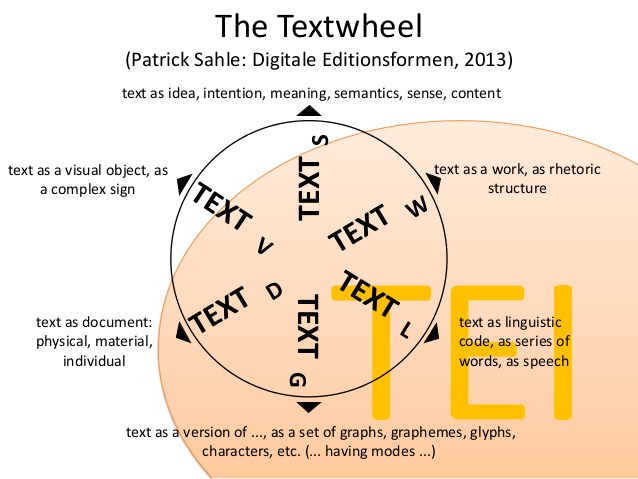 The Textwheel
(Patrick Sahle: Digitale Editionsformen, 2013)
text as idea, intention, meaning, semantics, sense, content
text as a visual object, as
a complex sign
text as a work, as rhetoric
structure
TEXT S
TEXT V
TEXT W
TEXT D
TEXT G
TEXT L
TEI
text as document:
physical, material,
individual
text as linguistic
code, as series of
words, as speech
text as a version of ..., as a set of graphs, graphemes, glyphs,
characters, etc. (... having modes ...)